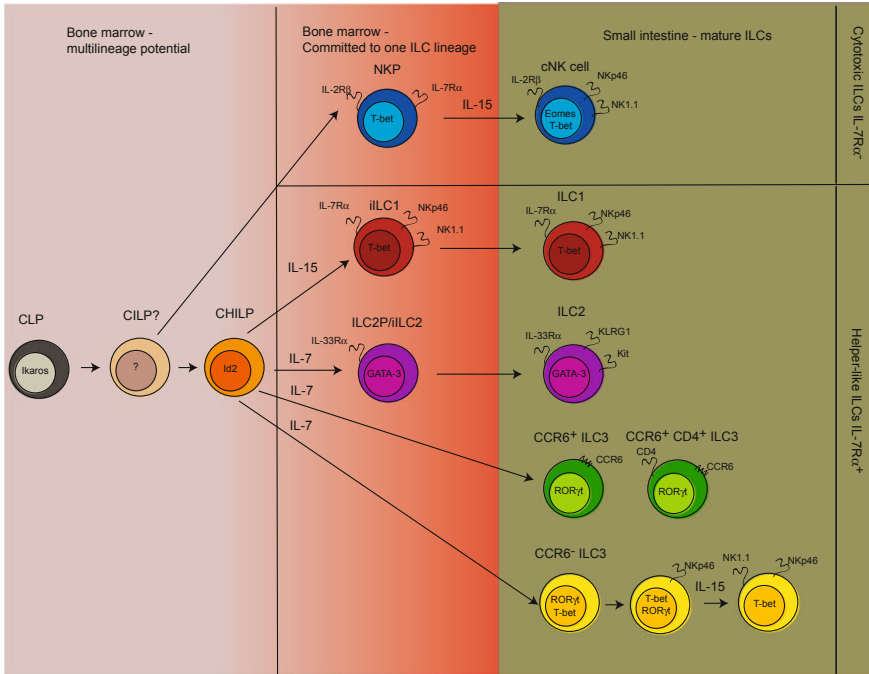 Bone marrow -
multilineage potential
Bone marrow -
Committed to one ILC lineage
Small intestine - mature ILCs
Cytotoxic ILCs IL-7Rα⁻
NKP
IL-2Rβ
IL-7Rα
T-bet
IL-15
cNK cell
IL-2Rβ
NKp46
NK1.1
Eomes
T-bet
iILC1
IL-7Rα
NKp46
NK1.1
T-bet
IL-15
ILC1
IL-7Rα
NKp46
NK1.1
T-bet
CLP
Ikaros
CILP?
?
CHILP
Id2
IL-7
IL-7
IL-7
ILC2P/iILC2
IL-33Rα
GATA-3
ILC2
IL-33Rα
KLRG1
Kit
GATA-3
Helper-like ILCs IL-7Rα⁺
CCR6⁺ ILC3
CCR6
RORγt
CCR6⁺ CD4⁺ ILC3
CD4
CCR6
RORγt
CCR6⁻ ILC3
RORγt
T-bet
NKp46
T-bet
RORγt
IL-15
NK1.1
NKp46
T-bet